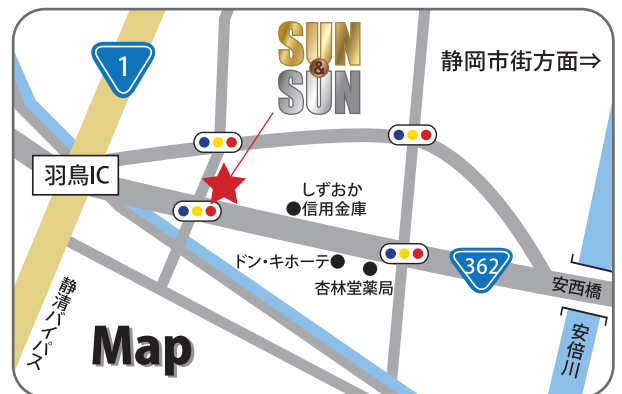 SUN
&
SUN
静岡市街方面⇒
1
羽鳥IC
しずおか
信用金庫
ドン・キホーテ
杏林堂薬局
362
安西橋
静清バイパス
安倍川
Map